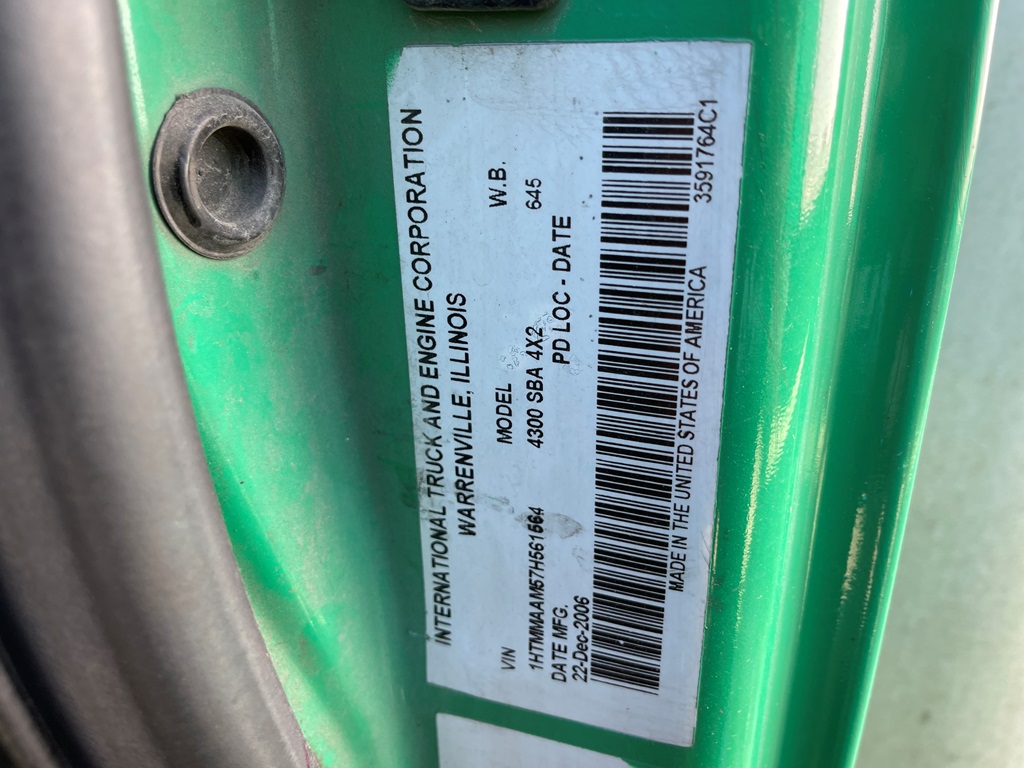 INTERNATIONAL TRUCK AND ENGINE CORPORATION
WARRENVILLE, ILLINOIS
VIN MODEL W.B.
1HTMMAAM57H561564 4300 SBA 4X2 645
DATE MFG. PD LOC - DATE
22-Dec-2006
MADE IN THE UNITED STATES OF AMERICA 3591764C1